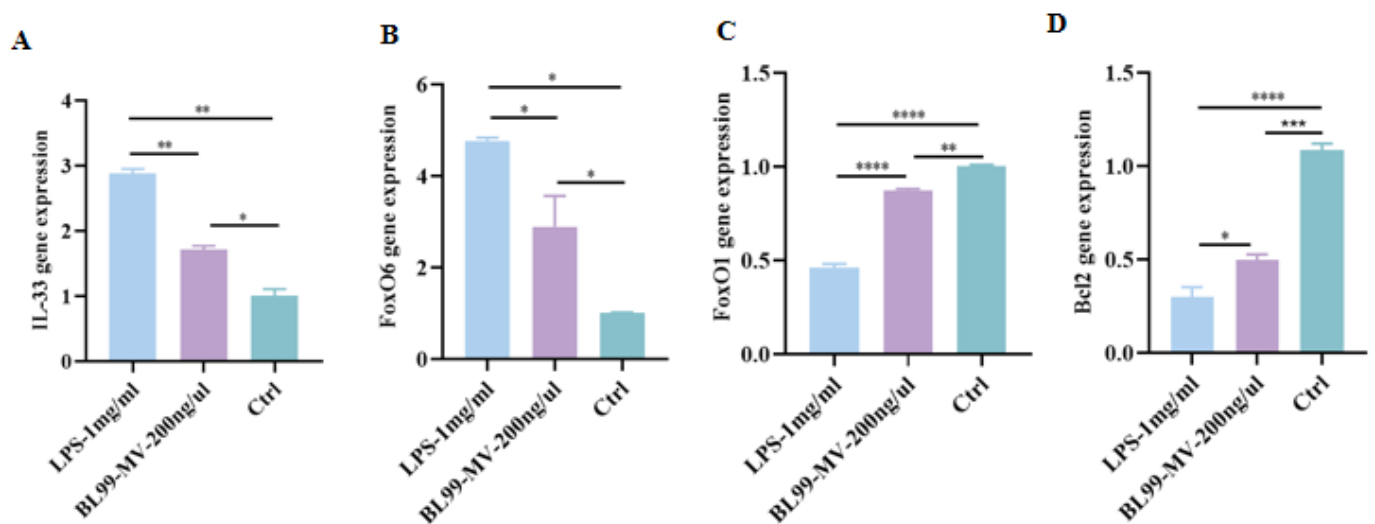 A
IL-33 gene expression
4
3
2
1
0
**
**
*
LPS-1mg/ml
BL99-MV-200ng/ul
Ctrl
B
FoxO6 gene expression
6
4
2
0
*
*
*
LPS-1mg/ml
BL99-MV-200ng/ul
Ctrl
C
FoxO1 gene expression
1.5
1.0
0.5
0.0
****
****
**
LPS-1mg/ml
BL99-MV-200ng/ul
Ctrl
D
Bcl2 gene expression
1.5
1.0
0.5
0.0
****
***
*
LPS-1mg/ml
BL99-MV-200ng/ul
Ctrl